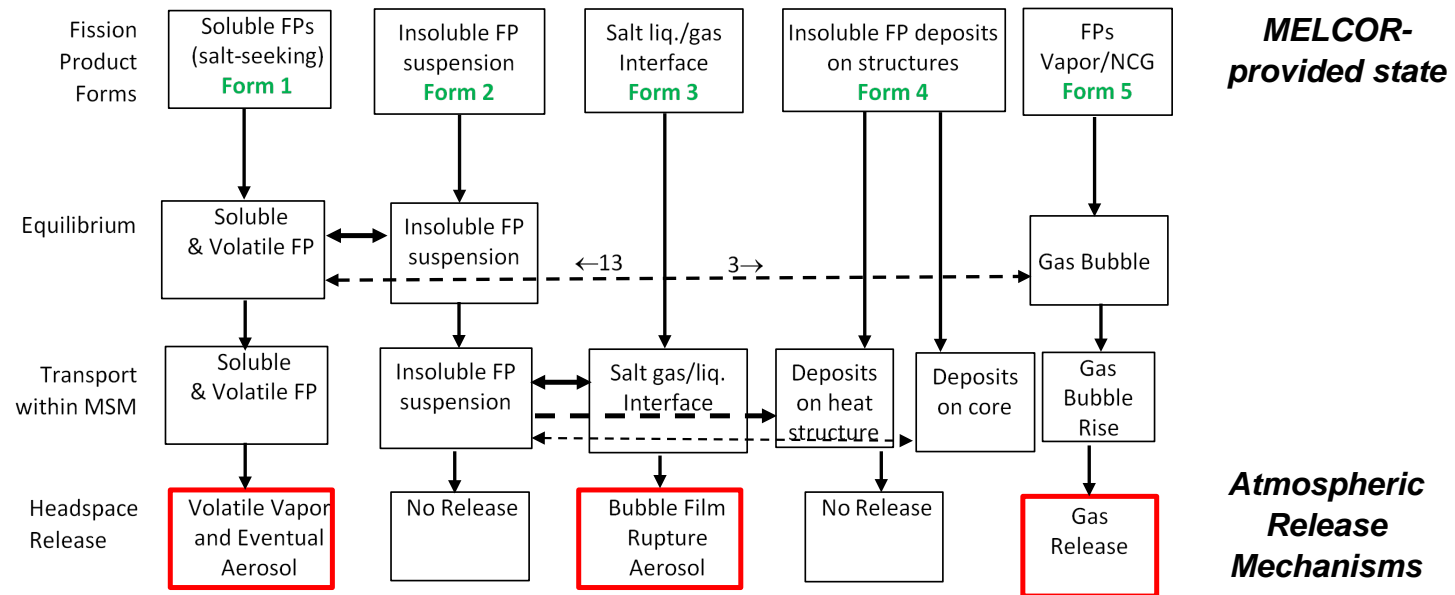 Fission
Product
Forms
Soluble FPs
(salt-seeking)
Form 1
Insoluble FP
suspension
Form 2
Salt liq./gas
Interface
Form 3
Insoluble FP deposits
on structures
Form 4
FPs
Vapor/NCG
Form 5
MELCOR-
provided state
Equilibrium
Soluble
& Volatile FP
Insoluble FP
suspension
←13
3→
Gas Bubble
Transport
within MSM
Soluble
& Volatile FP
Insoluble FP
suspension
Salt gas/liq.
Interface
Deposits
on heat
structure
Deposits
on core
Gas
Bubble
Rise
Headspace
Release
Volatile Vapor
and Eventual
Aerosol
No Release
Bubble Film
Rupture
Aerosol
No Release
Gas
Release
Atmospheric
Release
Mechanisms